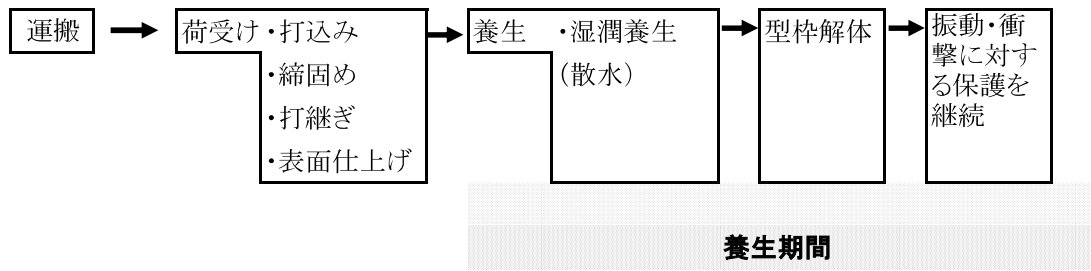 運搬
荷受け・打込み
・締固め
・打継ぎ
・表面仕上げ
養生 ・湿潤養生
（散水）
型枠解体
振動・衝
撃に対す
る保護を
継続
養生期間